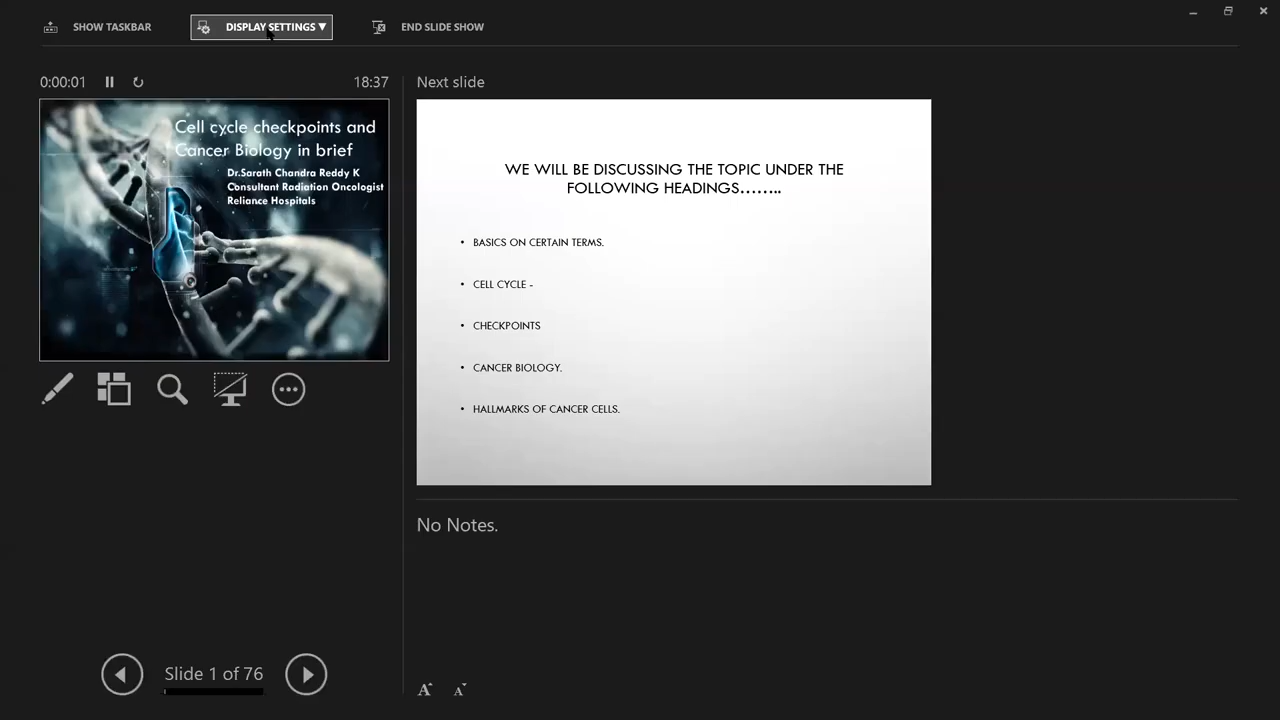 SHOW TASKBAR
DISPLAY SETTINGS ▼
END SLIDE SHOW
0:00:01
18:37
Next slide
Cell cycle checkpoints and
Cancer Biology in brief
Dr.Sarath Chandra Reddy K
Consultant Radiation Oncologist
Reliance Hospitals
WE WILL BE DISCUSSING THE TOPIC UNDER THE
FOLLOWING HEADINGS……..
• BASICS ON CERTAIN TERMS.
• CELL CYCLE -
• CHECKPOINTS
• CANCER BIOLOGY.
• HALLMARKS OF CANCER CELLS.
No Notes.
Slide 1 of 76
A A